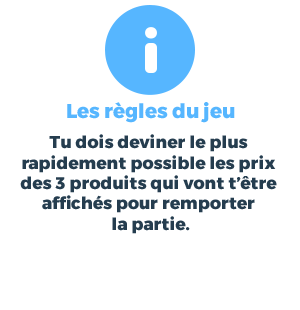 Les règles du jeu
Tu dois deviner le plus
rapidement possible les prix
des 3 produits qui vont t'être
affichés pour remporter
la partie.